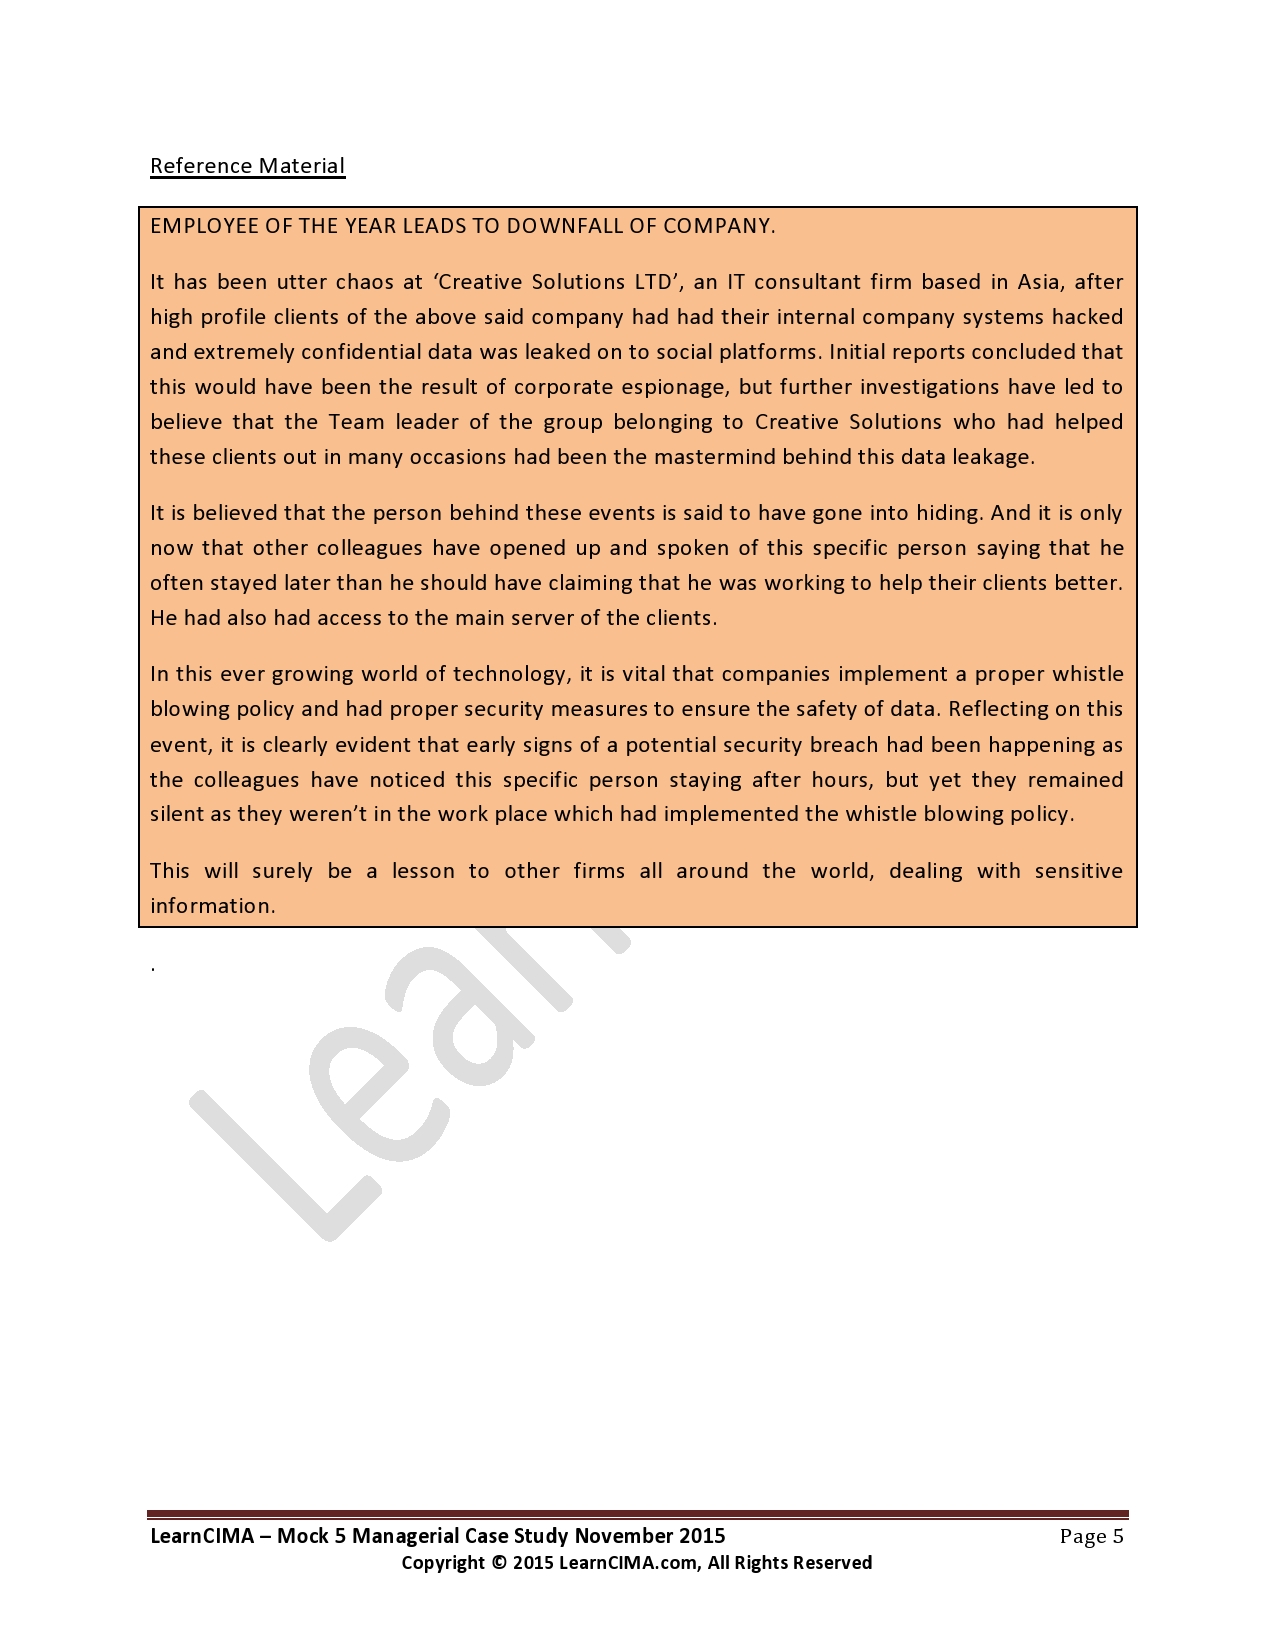 Reference Material
EMPLOYEE OF THE YEAR LEADS TO DOWNFALL OF COMPANY.
It has been utter chaos at ‘Creative Solutions LTD’, an IT consultant firm based in Asia, after
high profile clients of the above said company had had their internal company systems hacked
and extremely confidential data was leaked on to social platforms. Initial reports concluded that
this would have been the result of corporate espionage, but further investigations have led to
believe that the Team leader of the group belonging to Creative Solutions who had helped
these clients out in many occasions had been the mastermind behind this data leakage.
It is believed that the person behind these events is said to have gone into hiding. And it is only
now that other colleagues have opened up and spoken of this specific person saying that he
often stayed later than he should have claiming that he was working to help their clients better.
He had also had access to the main server of the clients.
In this ever growing world of technology, it is vital that companies implement a proper whistle
blowing policy and had proper security measures to ensure the safety of data. Reflecting on this
event, it is clearly evident that early signs of a potential security breach had been happening as
the colleagues have noticed this specific person staying after hours, but yet they remained
silent as they weren’t in the work place which had implemented the whistle blowing policy.
This will surely be a lesson to other firms all around the world, dealing with sensitive
information.
.
Lear
LearnCIMA – Mock 5 Managerial Case Study November 2015 Page 5
Copyright © 2015 LearnCIMA.com, All Rights Reserved